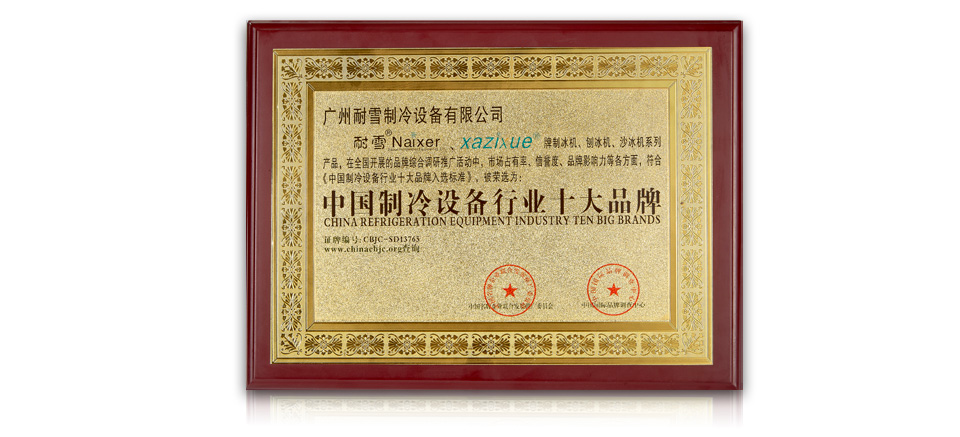 广州耐雪制冷设备有限公司
耐雪®Naixer 、xazixue® 牌制冰机、刨冰机、沙冰机系列
产品，在全国开展的品牌综合调研推广活动中，市场占有率、信誉度、品牌影响力等各方面，符合
《中国制冷设备行业十大品牌入选标准》，被荣选为：
中国制冷设备行业十大品牌
CHINA REFRIGERATION EQUIPMENT INDUSTRY TEN BIG BRANDS
证牌编号：CBJC-SD13763
www.chinacbjc.org查询